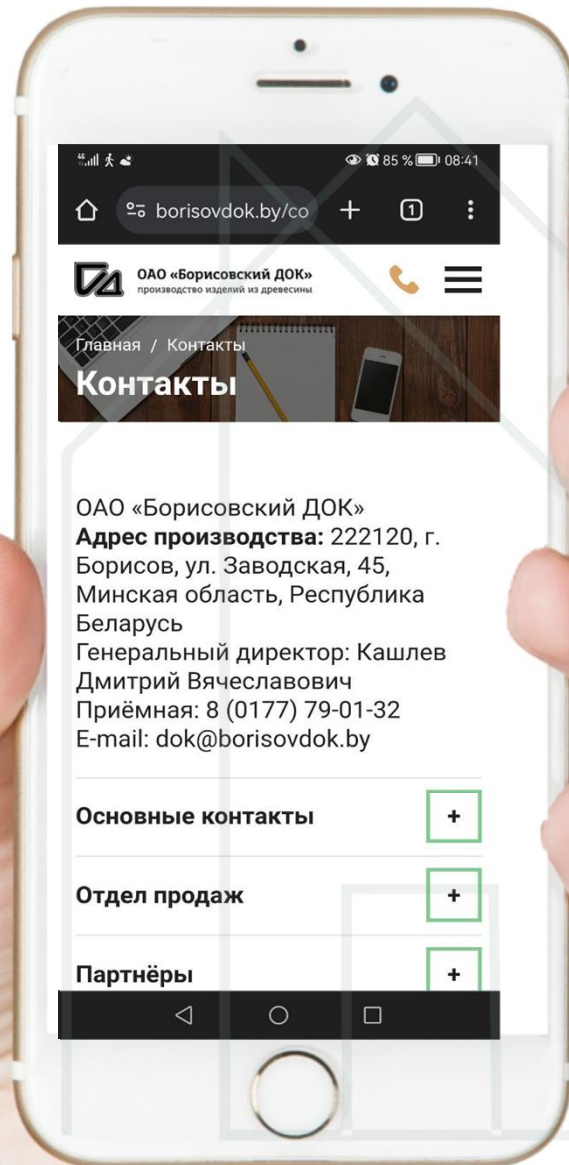 4G
85 % 08:41
borisovdok.by/co
1
ОАО «Борисовский ДОК»
производство изделий из древесины
Главная / Контакты
Контакты
ОАО «Борисовский ДОК»
Адрес производства: 222120, г.
Борисов, ул. Заводская, 45,
Минская область, Республика
Беларусь
Генеральный директор: Кашлев
Дмитрий Вячеславович
Приёмная: 8 (0177) 79-01-32
E-mail: dok@borisovdok.by
Основные контакты +
Отдел продаж +
Партнёры +